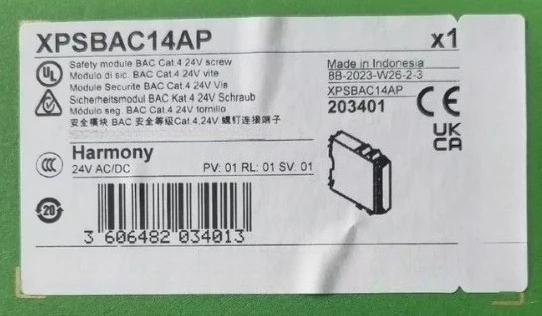 XPSBAC14AP x1
Safety module BAC Cat.4 24V screw
Modulo di sic. BAC Cat.4 24V vite
Module Securite BAC Cat.4 24V Vis
Sicherheitsmodul BAC Kat.4 24V Schraub
Módulo seg. BAC Cat.4 24V tornillo
安全模块 BAC 安全等级Cat.4,24V 螺钉连接端子
Made in Indonesia
8B-2023-W26-2-3
XPSBAC14AP
203401
CE
UK
CA
UL
CCC
Harmony
24V AC/DC PV: 01 RL: 01 SV: 01
20
3 606482 034013